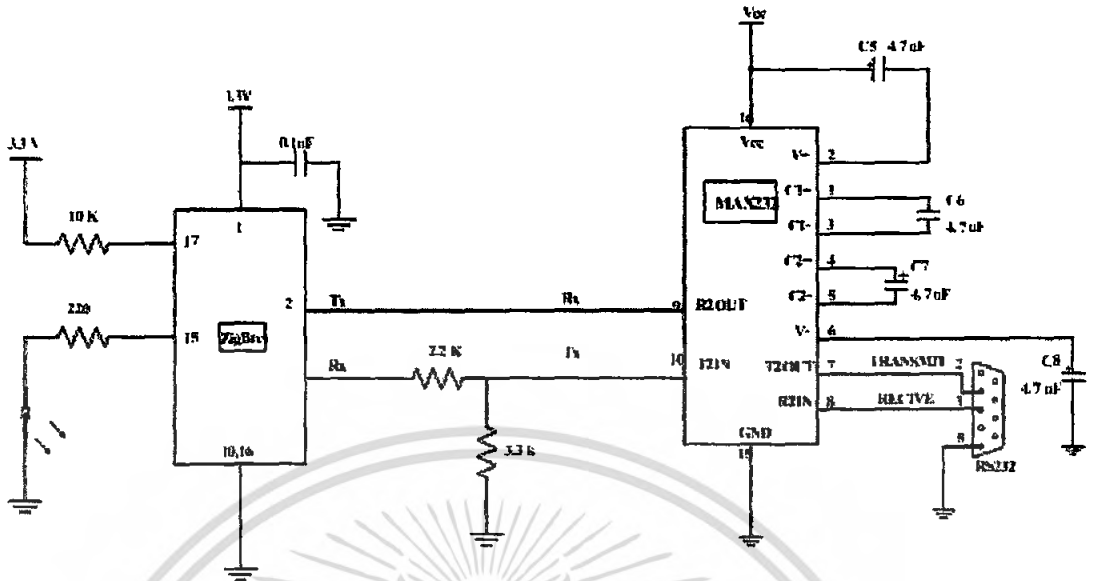 Vcc
C5 4.7uF
3.3V
3.3 V
0.1uF
16
Vcc
V+
2
10 K
1
MAX232
C1+
1
C6
17
C1-
3
4.7uF
C2+
4
C7
2
Tx
Rx
9
R2OUT
C2-
5
4.7uF
15
ZigBee
V-
6
2.2 K
Rx
Tx
10
T2IN
T2OUT
7
TRANSMIT
2
C8
4.7uF
R2IN
8
RECIVE
3
GND
5
10,16
3.3 K
15
RS232